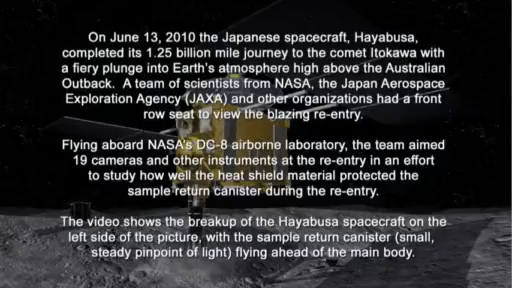 On June 13, 2010 the Japanese spacecraft, Hayabusa,
completed its 1.25 billion mile journey to the comet Itokawa with
a fiery plunge into Earth's atmosphere high above the Australian
Outback. A team of scientists from NASA, the Japan Aerospace
Exploration Agency (JAXA) and other organizations had a front
row seat to view the blazing re-entry.
Flying aboard NASA's DC-8 airborne laboratory, the team aimed
19 cameras and other instruments at the re-entry in an effort
to study how well the heat shield material protected the
sample return canister during the re-entry.
The video shows the breakup of the Hayabusa spacecraft on the
left side of the picture, with the sample return canister (small,
steady pinpoint of light) flying ahead of the main body.